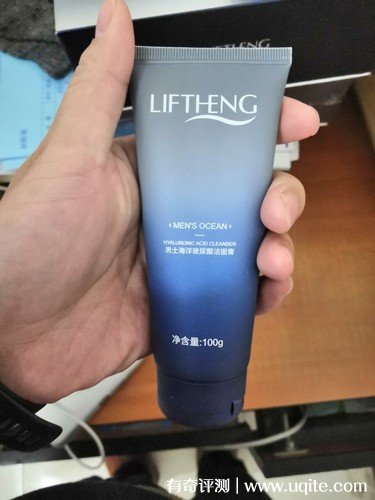 LIFTHENG
LIFTHENG
‹MEN'S OCEAN›
HYALURONIC ACID CLEANSER
男士海洋玻尿酸洁面膏
净含量:100g
有奇评测 | www.uqite.com